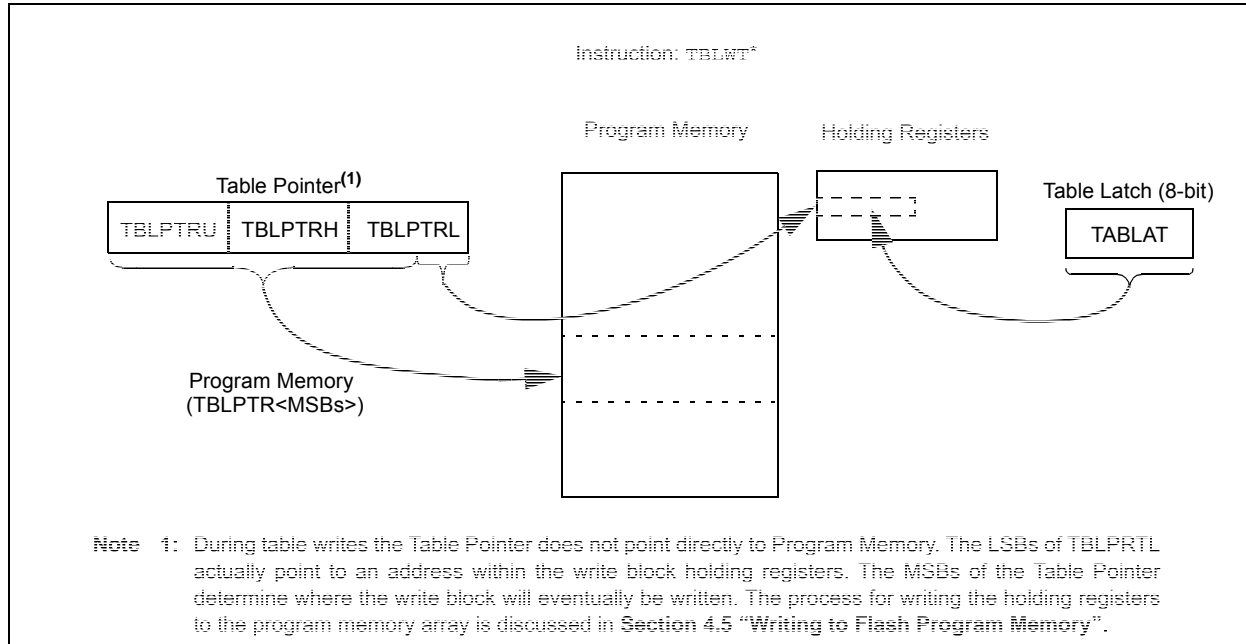 Instruction: TBLWT*
Program Memory
Holding Registers
Table Pointer(1)
Table Latch (8-bit)
TBLPTRU TBLPTRH TBLPTRL
TABLAT
Program Memory
(TBLPTR<MSBs>)
Note 1: During table writes the Table Pointer does not point directly to Program Memory. The LSBs of TBLPRTL
actually point to an address within the write block holding registers. The MSBs of the Table Pointer
determine where the write block will eventually be written. The process for writing the holding registers
to the program memory array is discussed in Section 4.5 “Writing to Flash Program Memory”.